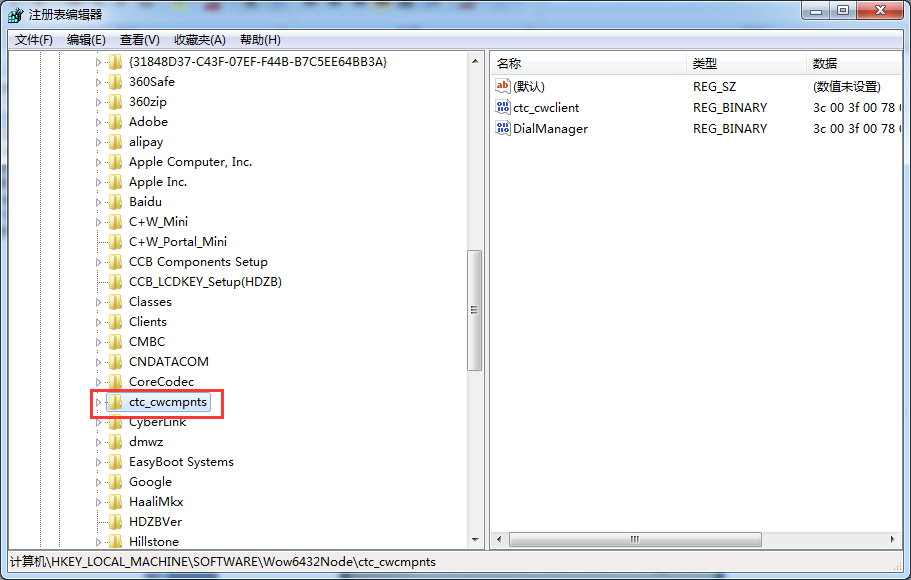 注册表编辑器
文件(F) 编辑(E) 查看(V) 收藏夹(A) 帮助(H)
{31848D37-C43F-07EF-F44B-B7C5EE64BB3A}
360Safe
360zip
Adobe
alipay
Apple Computer, Inc.
Apple Inc.
Baidu
C+W_Mini
C+W_Portal_Mini
CCB Components Setup
CCB_LCDKEY_Setup(HDZB)
Classes
Clients
CMBC
CNDATACOM
CoreCodec
ctc_cwcmpnts
CyberLink
dmwz
EasyBoot Systems
Google
HaaliMkx
HDZBVer
Hillstone
名称 类型 数据
(默认) REG_SZ (数值未设置)
ctc_cwclient REG_BINARY 3c 00 3f 00 78
DialManager REG_BINARY 3c 00 3f 00 78
计算机\HKEY_LOCAL_MACHINE\SOFTWARE\Wow6432Node\ctc_cwcmpnts